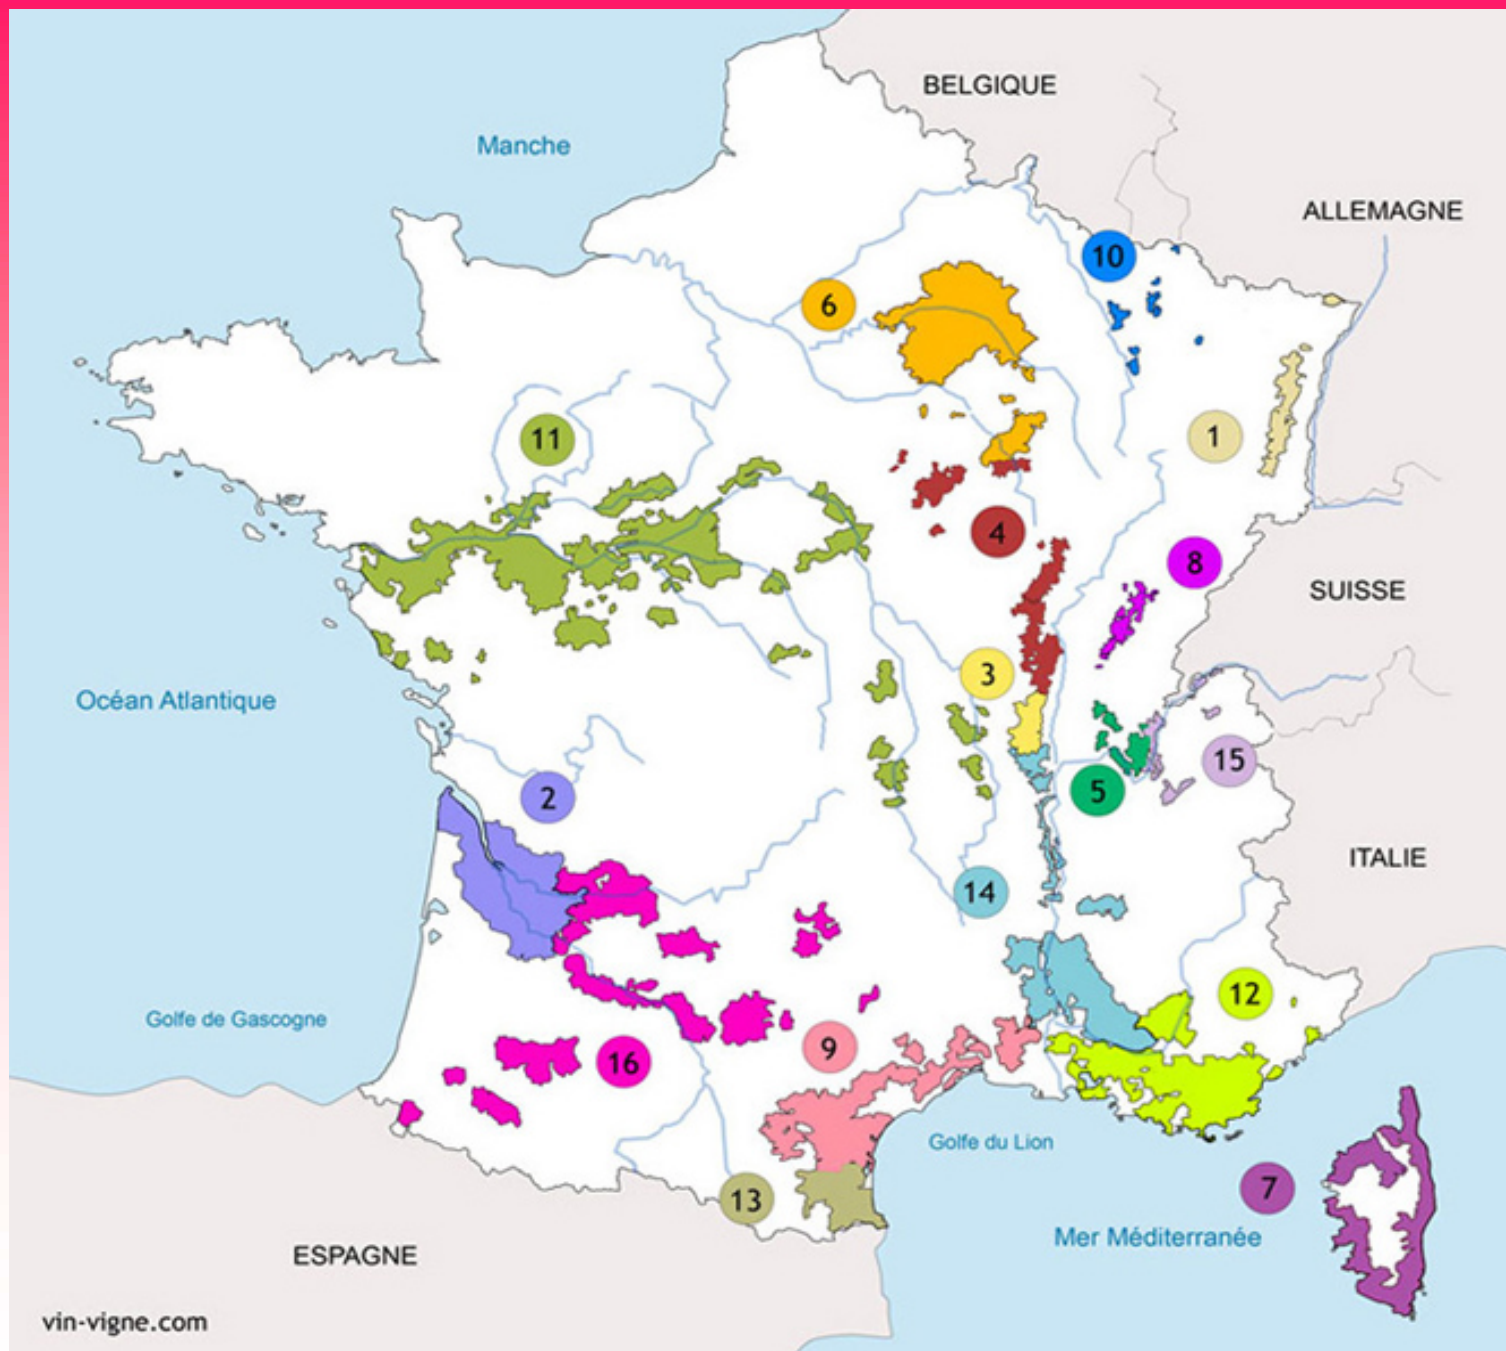 BELGIQUE
Manche
ALLEMAGNE
10
6
11
1
4
8
SUISSE
3
Océan Atlantique
15
2
5
ITALIE
14
12
Golfe de Gascogne
9
16
Golfe du Lion
7
13
Mer Méditerranée
ESPAGNE
vin-vigne.com